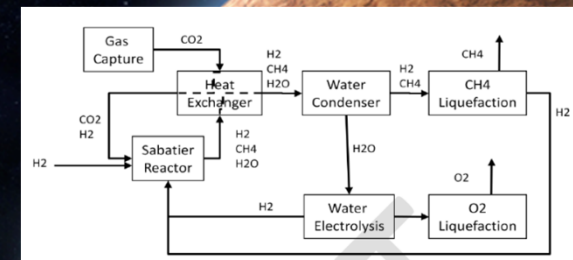 Gas
Capture
CO2
H2
CH4
H2O
Heat
Exchanger
Water
Condenser
H2
CH4
CH4
CH4
Liquefaction
H2
CO2
H2
H2
Sabatier
Reactor
H2
CH4
H2O
H2O
H2
Water
Electrolysis
O2
O2
Liquefaction